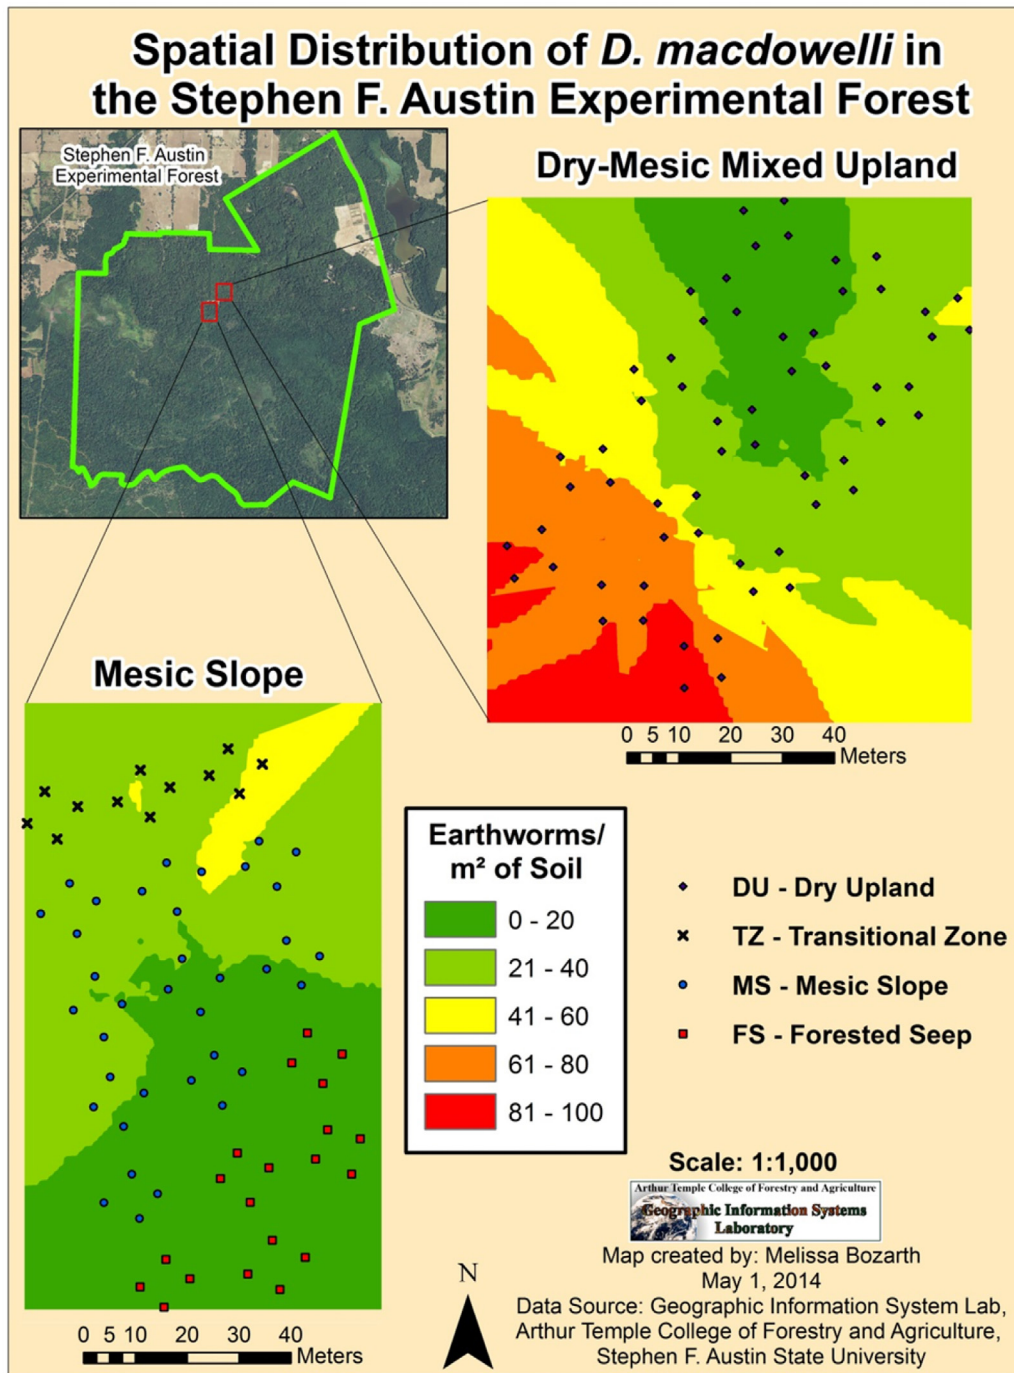 Spatial Distribution of D. macdowelli in
the Stephen F. Austin Experimental Forest
Stephen F. Austin
Experimental Forest
Dry-Mesic Mixed Upland
0 5 10 20 30 40
Meters
Mesic Slope
0 5 10 20 30 40
Meters
Earthworms/
m² of Soil
0 - 20
21 - 40
41 - 60
61 - 80
81 - 100
DU - Dry Upland
TZ - Transitional Zone
MS - Mesic Slope
FS - Forested Seep
Scale: 1:1,000
Arthur Temple College of Forestry and Agriculture
Geographic Information Systems
Laboratory
Map created by: Melissa Bozarth
May 1, 2014
Data Source: Geographic Information System Lab,
Arthur Temple College of Forestry and Agriculture,
Stephen F. Austin State University
N